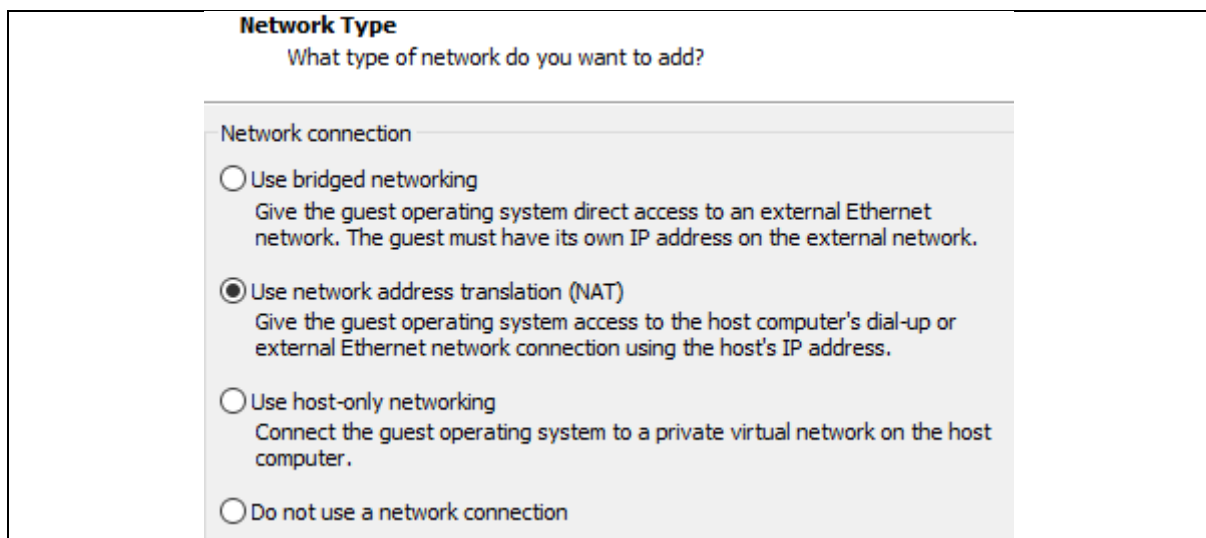 Network Type
What type of network do you want to add?
Network connection
Use bridged networking
Give the guest operating system direct access to an external Ethernet
network. The guest must have its own IP address on the external network.
Use network address translation (NAT)
Give the guest operating system access to the host computer's dial-up or
external Ethernet network connection using the host's IP address.
Use host-only networking
Connect the guest operating system to a private virtual network on the host
computer.
Do not use a network connection